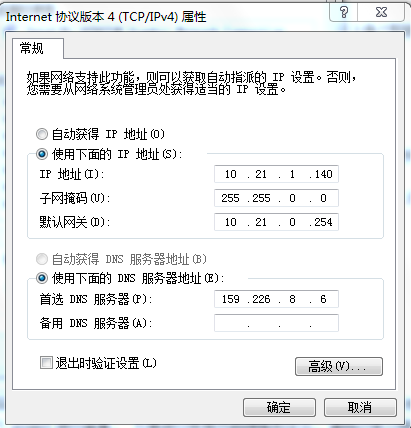 Internet 协议版本 4 (TCP/IPv4) 属性
常规
如果网络支持此功能，则可以获取自动指派的 IP 设置。否则，
您需要从网络系统管理员处获得适当的 IP 设置。
自动获得 IP 地址(O)
使用下面的 IP 地址(S):
IP 地址(I): 10 . 21 . 1 .140
子网掩码(U): 255 .255 . 0 . 0
默认网关(D): 10 . 21 . 0 .254
自动获得 DNS 服务器地址(B)
使用下面的 DNS 服务器地址(E):
首选 DNS 服务器(P): 159 .226 . 8 . 6
备用 DNS 服务器(A): . . .
退出时验证设置(L)
高级(V)...
确定 取消